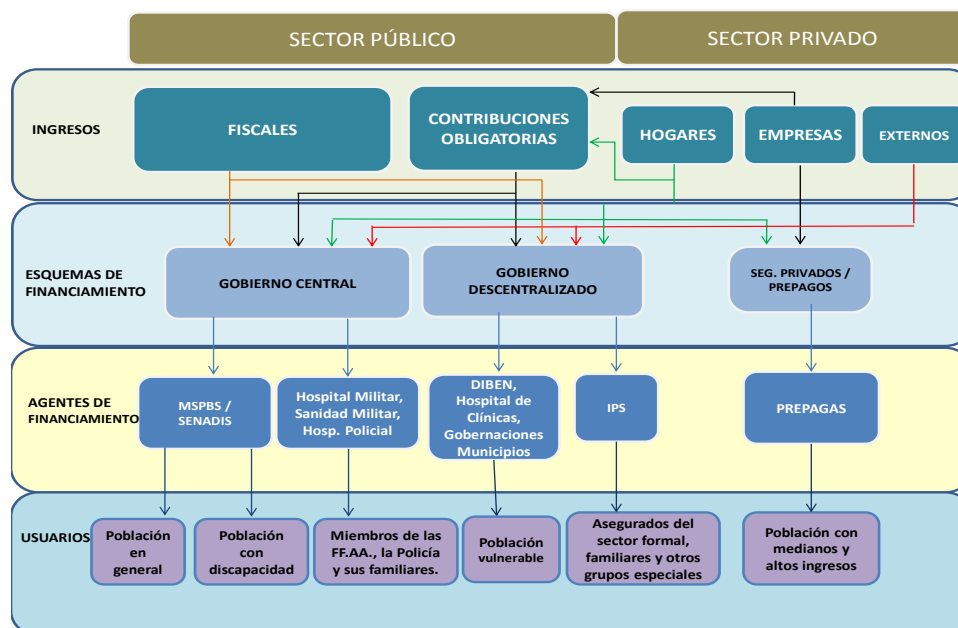 SECTOR PÚBLICO
SECTOR PRIVADO
INGRESOS
FISCALES
CONTRIBUCIONES
OBLIGATORIAS
HOGARES
EMPRESAS
EXTERNOS
ESQUEMAS DE
FINANCIAMIENTO
GOBIERNO CENTRAL
GOBIERNO
DESCENTRALIZADO
SEG. PRIVADOS /
PREPAGOS
AGENTES DE
FINANCIAMIENTO
MSPBS /
SENADIS
Hospital Militar,
Sanidad Militar,
Hosp. Policial
DIBEN,
Hospital de
Clínicas,
Gobernaciones
Municipios
IPS
PREPAGAS
USUARIOS
Población
en
general
Población
con
discapacidad
Miembros de las
FF.AA., la Policía
y sus familiares.
Población
vulnerable
Asegurados del
sector formal,
familiares y otros
grupos especiales
Población con
medianos y
altos ingresos